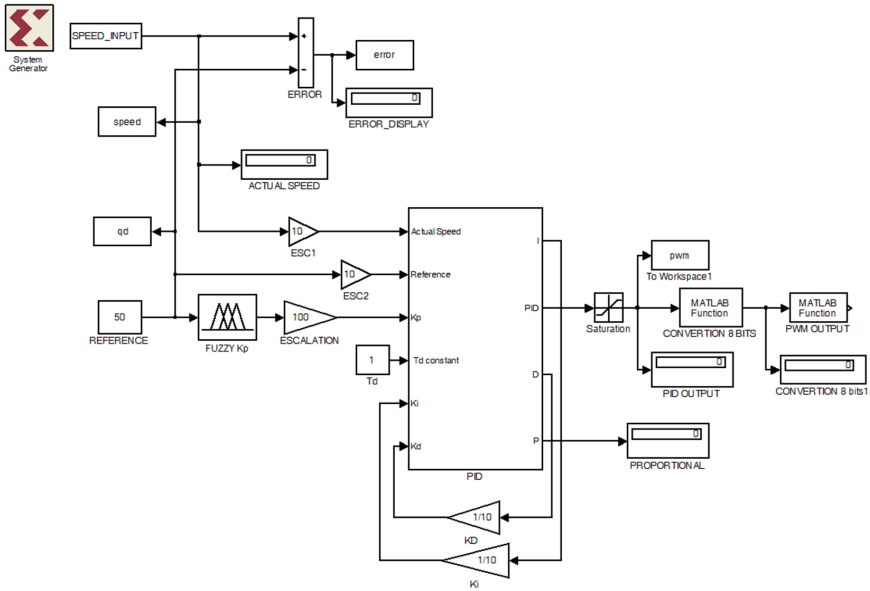 System
Generator
SPEED_INPUT
+
−
ERROR
error
0
ERROR_DISPLAY
speed
0
ACTUAL SPEED
qd
10
ESC1
10
ESC2
50
REFERENCE
FUZZY Kp
100
ESCALATION
1
Td
Actual Speed
Reference
Kp
Td constant
Ki
Kd
I
PID
D
P
PID
Saturation
pwm
To Workspace1
MATLAB
Function
CONVERTION 8 BITS
MATLAB
Function
PWM OUTPUT
0
PID OUTPUT
0
CONVERTION 8 bits1
0
PROPORTIONAL
1/10
KD
1/10
Ki